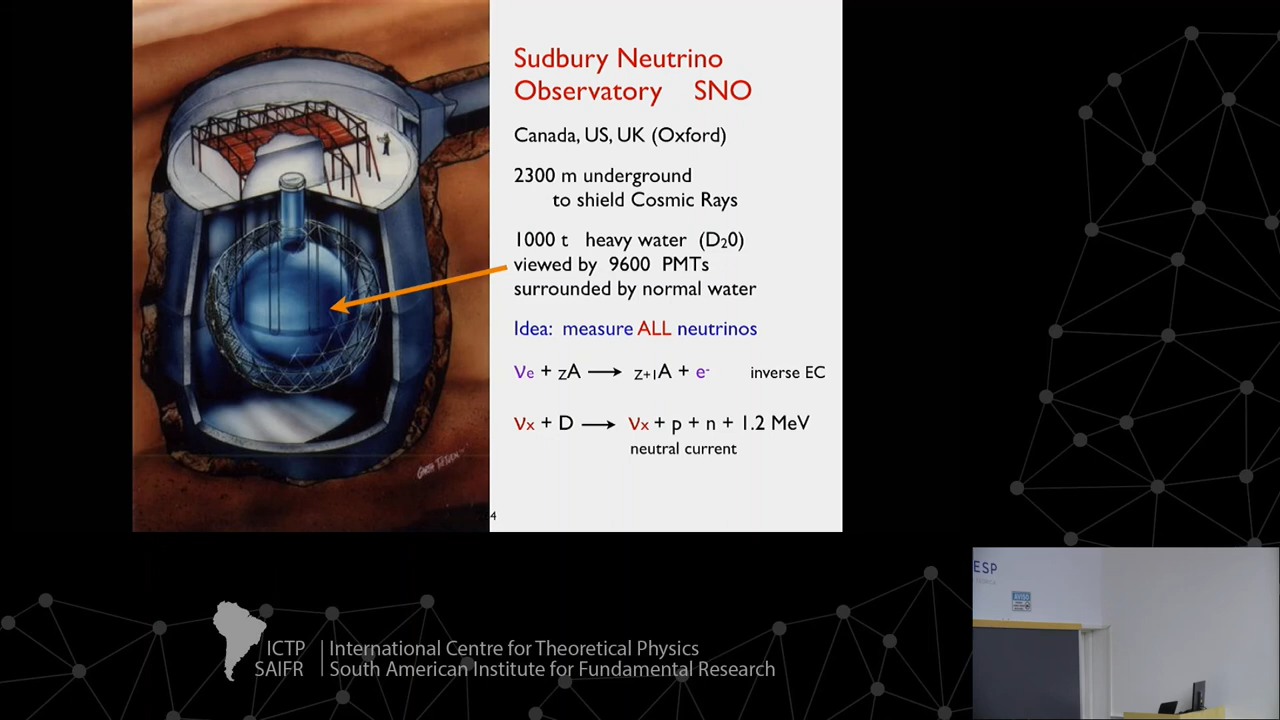 Sudbury Neutrino
Observatory SNO
Canada, US, UK (Oxford)
2300 m underground
to shield Cosmic Rays
1000 t heavy water (D₂0)
viewed by 9600 PMTs
surrounded by normal water
Idea: measure ALL neutrinos
νe + zA ⟶ z+1A + e- inverse EC
νx + D ⟶ νx + p + n + 1.2 MeV
neutral current
4
ESP
AVISO
ICTP | International Centre for Theoretical Physics
SAIFR | South American Institute for Fundamental Research